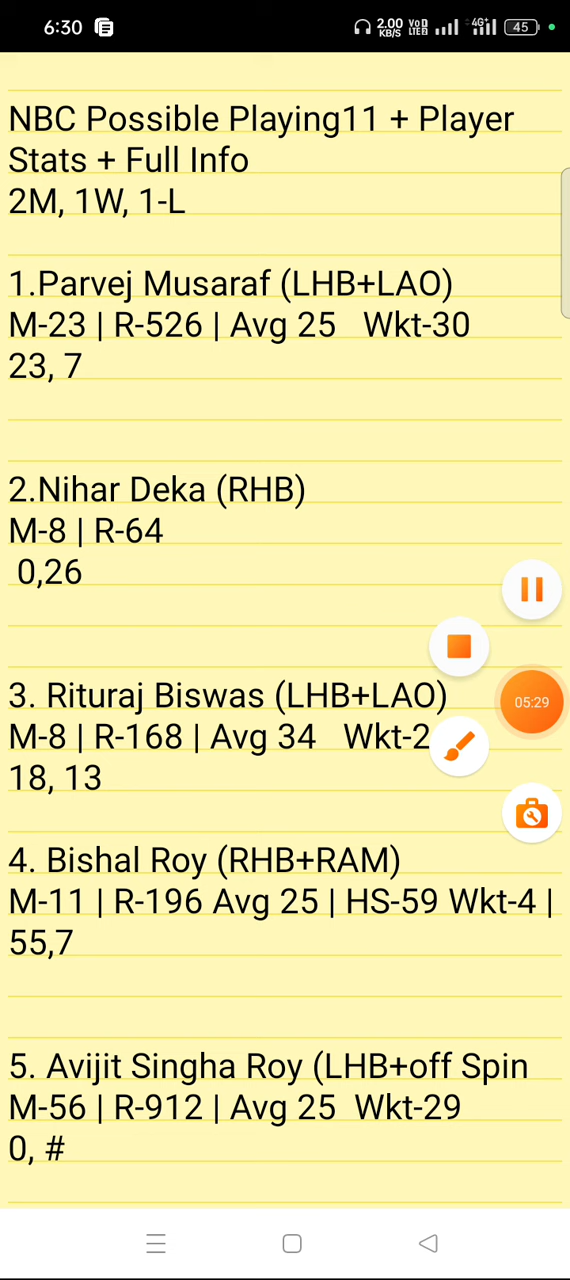 6:30
2.00 KB/S
VoD LTE2
4G+
45
NBC Possible Playing11 + Player
Stats + Full Info
2M, 1W, 1-L
1.Parvej Musaraf (LHB+LAO)
M-23 | R-526 | Avg 25 Wkt-30
23, 7
2.Nihar Deka (RHB)
M-8 | R-64
0,26
3. Rituraj Biswas (LHB+LAO)
M-8 | R-168 | Avg 34 Wkt-2
05:29
18, 13
4. Bishal Roy (RHB+RAM)
M-11 | R-196 Avg 25 | HS-59 Wkt-4 |
55,7
5. Avijit Singha Roy (LHB+off Spin
M-56 | R-912 | Avg 25 Wkt-29
0, #